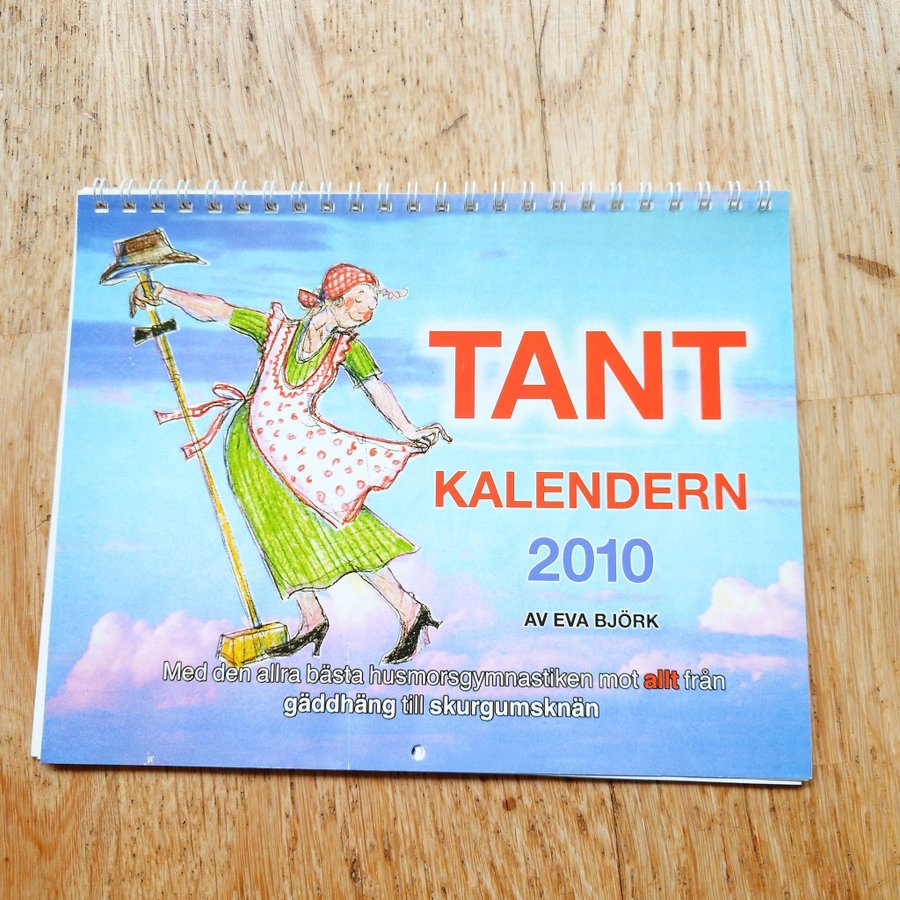 TANT
KALENDERN
2010
AV EVA BJÖRK
Med den allra bästa husmorsgymnastiken mot allt från
gäddhäng till skurgumsknän